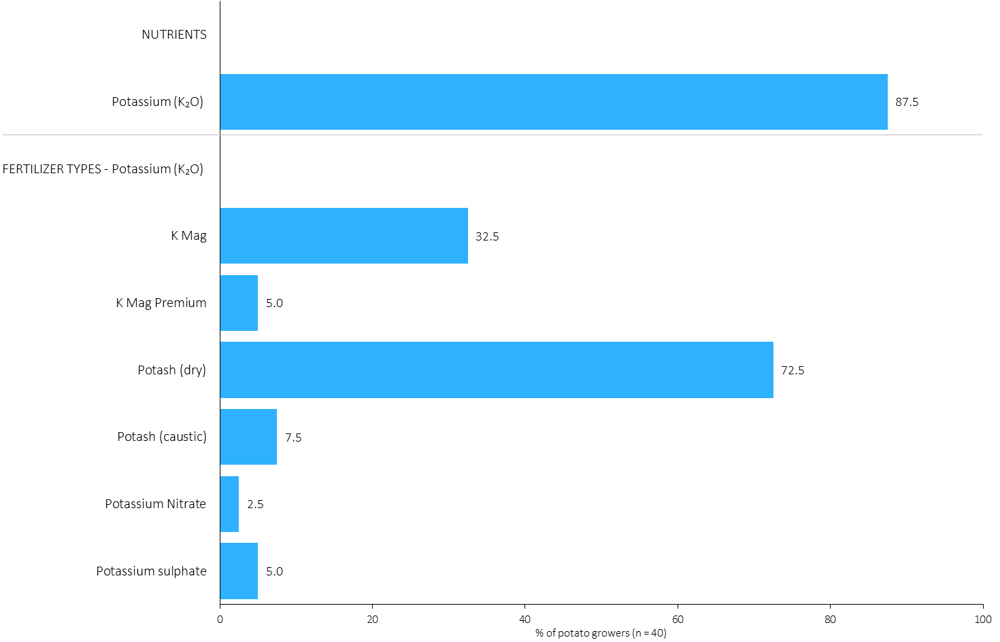 NUTRIENTS
Potassium (K₂O)
87.5
FERTILIZER TYPES - Potassium (K₂O)
K Mag
32.5
K Mag Premium
5.0
Potash (dry)
72.5
Potash (caustic)
7.5
Potassium Nitrate
2.5
Potassium sulphate
5.0
0 20 40 60 80 100
% of potato growers (n = 40)